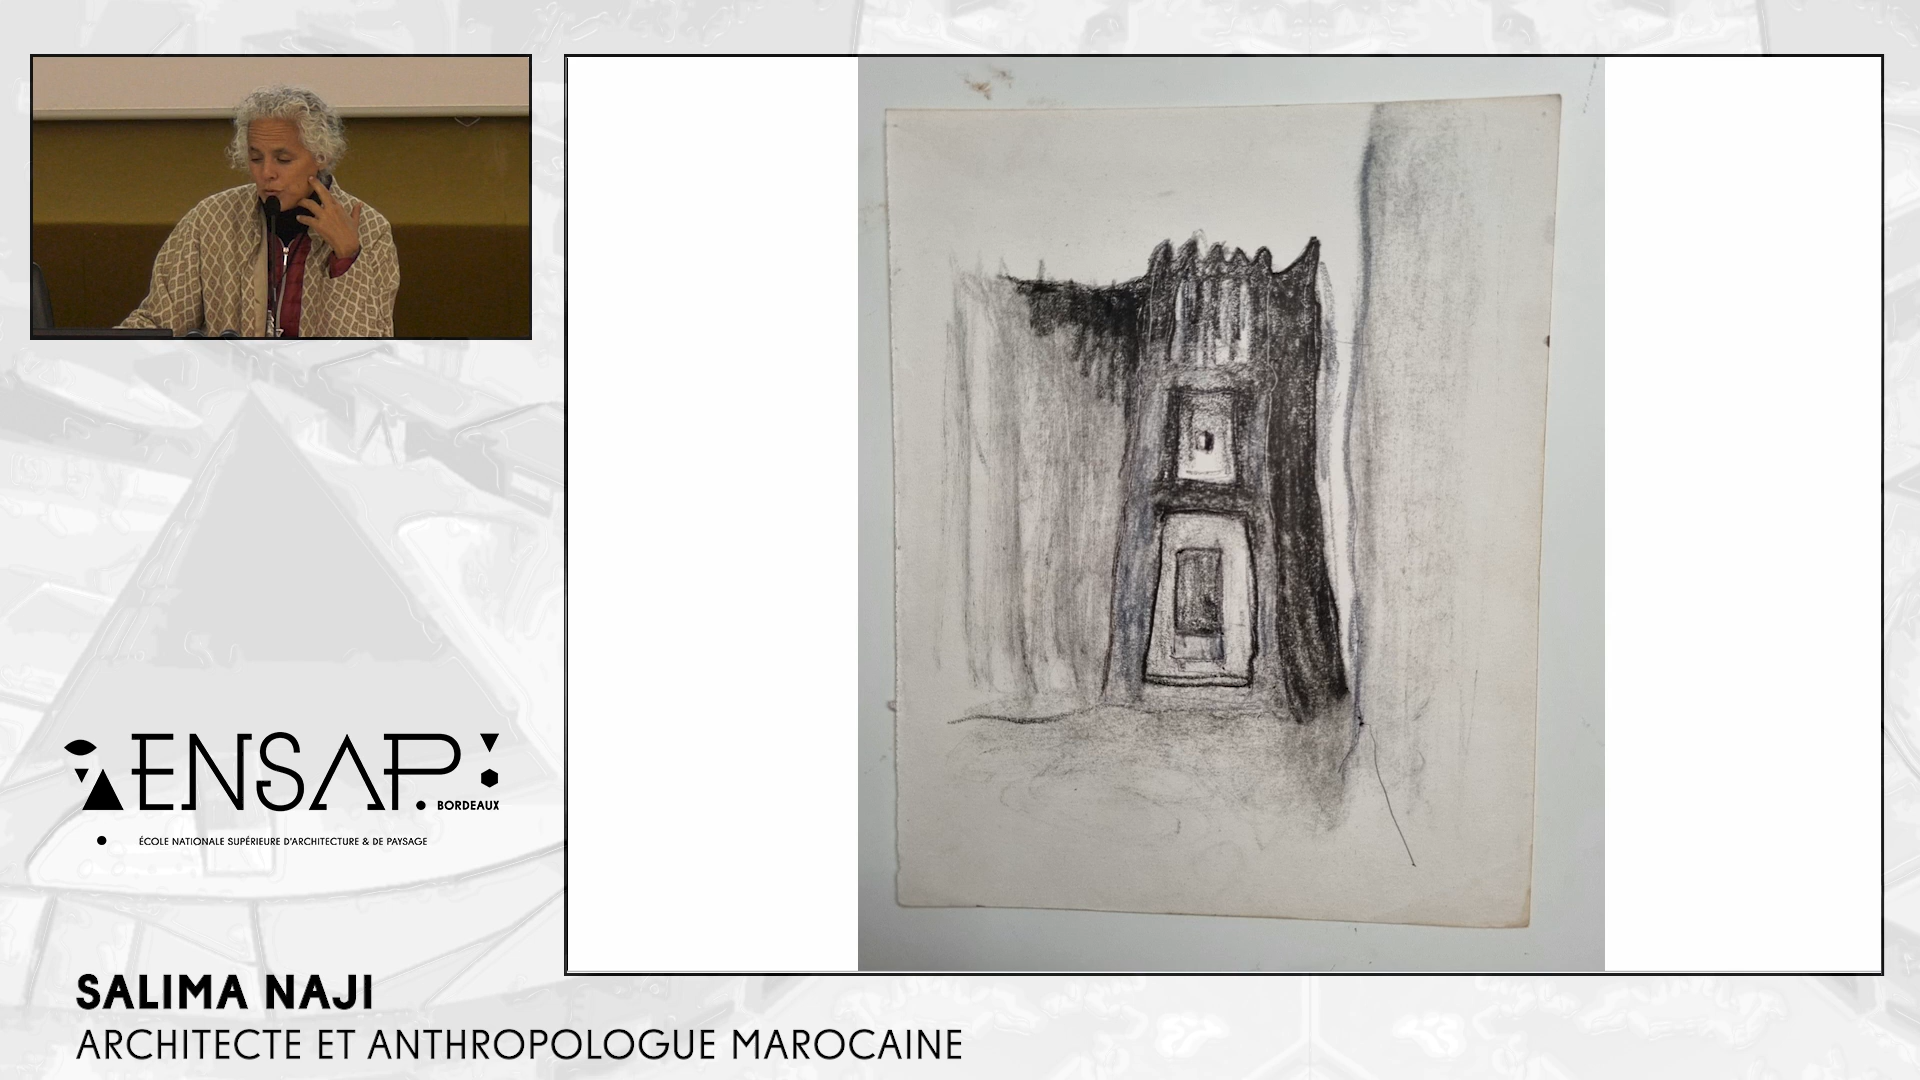 ENSAP.
BORDEAUX
ÉCOLE NATIONALE SUPÉRIEURE D'ARCHITECTURE & DE PAYSAGE
SALIMA NAJI
ARCHITECTE ET ANTHROPOLOGUE MAROCAINE